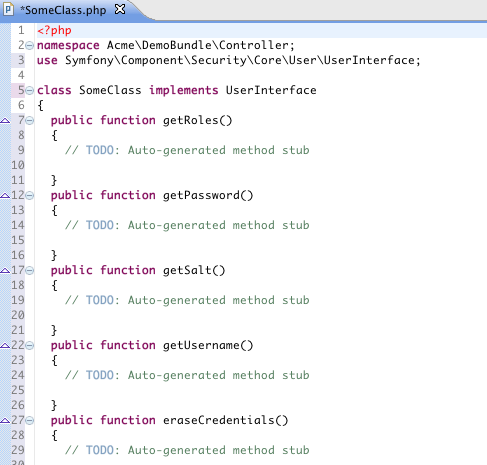 *SomeClass.php
1 <?php
2 namespace Acme\DemoBundle\Controller;
3 use Symfony\Component\Security\Core\User\UserInterface;
4
5 class SomeClass implements UserInterface
6 {
7 public function getRoles()
8 {
9 // TODO: Auto-generated method stub
10
11 }
12 public function getPassword()
13 {
14 // TODO: Auto-generated method stub
15
16 }
17 public function getSalt()
18 {
19 // TODO: Auto-generated method stub
20
21 }
22 public function getUsername()
23 {
24 // TODO: Auto-generated method stub
25
26 }
27 public function eraseCredentials()
28 {
29 // TODO: Auto-generated method stub
30